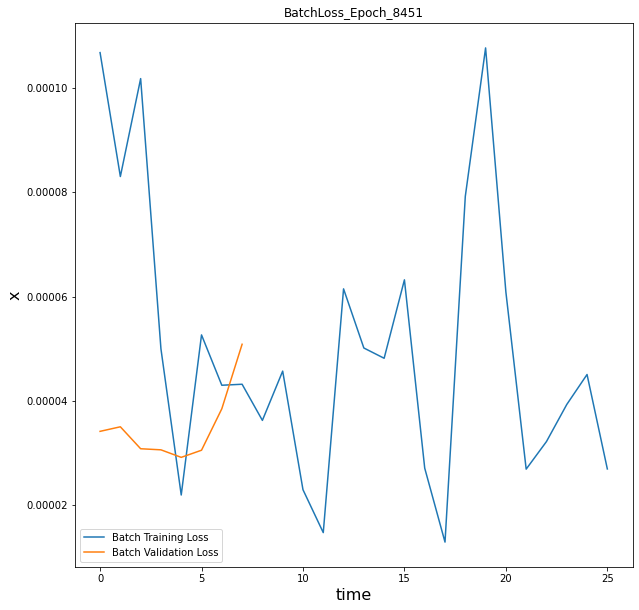 BatchLoss_Epoch_8451
0.00010
0.00008
0.00006
0.00004
0.00002
x
Batch Training Loss
Batch Validation Loss
0 5 10 15 20 25
time